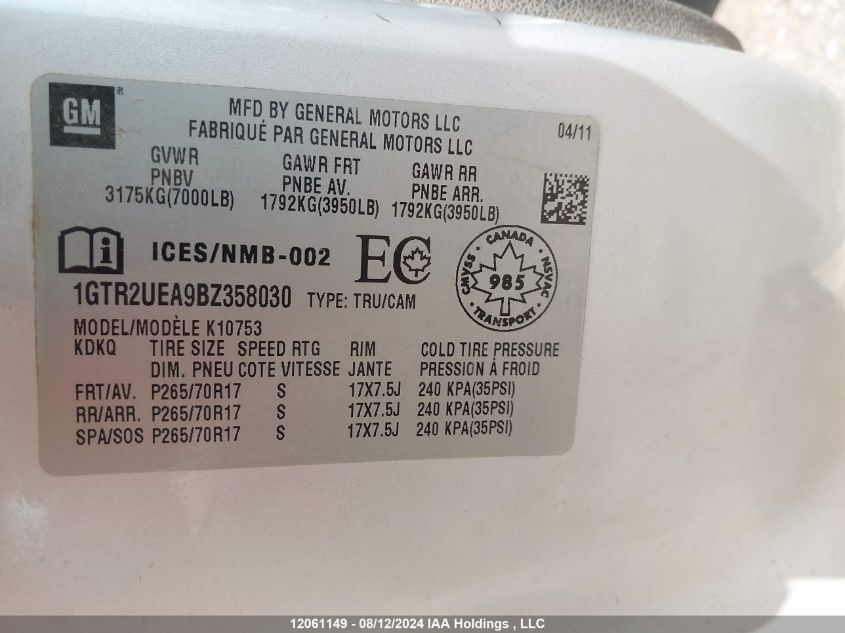 GM ®
MFD BY GENERAL MOTORS LLC
FABRIQUÉ PAR GENERAL MOTORS LLC
04/11
GVWR GAWR FRT GAWR RR
PNBV PNBE AV. PNBE ARR.
3175KG(7000LB) 1792KG(3950LB) 1792KG(3950LB)
i ICES/NMB-002 EC
CANADA
CMVSS 985 NSVAC
TRANSPORT
1GTR2UEA9BZ358030 TYPE: TRU/CAM
MODEL/MODÈLE K10753
KDKQ TIRE SIZE SPEED RTG RIM COLD TIRE PRESSURE
DIM. PNEU COTE VITESSE JANTE PRESSION À FROID
FRT/AV. P265/70R17 S 17X7.5J 240 KPA(35PSI)
RR/ARR. P265/70R17 S 17X7.5J 240 KPA(35PSI)
SPA/SOS P265/70R17 S 17X7.5J 240 KPA(35PSI)
12061149 - 08/12/2024 IAA Holdings , LLC